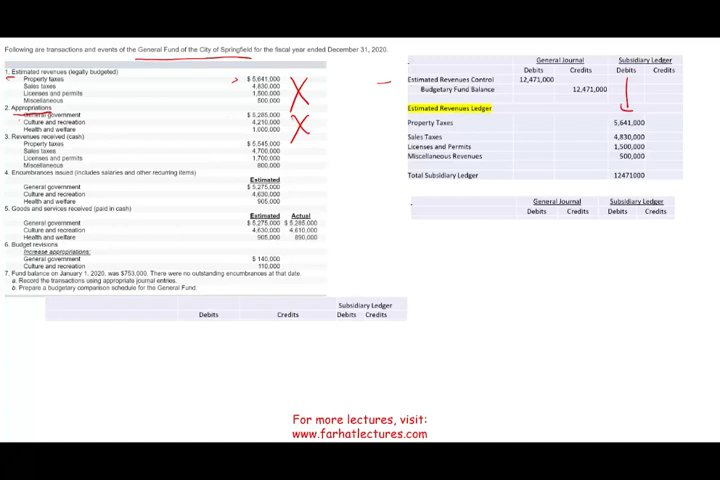 Following are transactions and events of the General Fund of the City of Springfield for the fiscal year ended December 31, 2020.
1. Estimated revenues (legally budgeted)
Property taxes $ 5,641,000
Sales taxes 4,830,000
Licenses and permits 1,500,000
Miscellaneous 500,000
2. Appropriations
General government $ 5,285,000
Culture and recreation 4,210,000
Health and welfare 1,000,000
3. Revenues received (cash)
Property taxes $ 5,545,000
Sales taxes 4,700,000
Licenses and permits 1,700,000
Miscellaneous 800,000
4. Encumbrances issued (includes salaries and other recurring items)
Estimated
General government $ 5,275,000
Culture and recreation 4,630,000
Health and welfare 905,000
5. Goods and services received (paid in cash)
Estimated Actual
General government $ 5,275,000 $ 5,285,000
Culture and recreation 4,630,000 4,610,000
Health and welfare 905,000 890,000
6. Budget revisions
Increase appropriations:
General government $ 140,000
Culture and recreation 110,000
7. Fund balance on January 1, 2020, was $753,000. There were no outstanding encumbrances at that date.
a. Record the transactions using appropriate journal entries.
b. Prepare a budgetary comparison schedule for the General Fund
Subsidiary Ledger
Debits Credits Debits Credits
General Journal Subsidiary Ledger
Debits Credits Debits Credits
Estimated Revenues Control 12,471,000
Budgetary Fund Balance 12,471,000
Estimated Revenues Ledger
Property Taxes 5,641,000
Sales Taxes 4,830,000
Licenses and Permits 1,500,000
Miscellaneous Revenues 500,000
Total Subsidiary Ledger 12471000
General Journal Subsidiary Ledger
Debits Credits Debits Credits
For more lectures, visit:
www.farhatlectures.com